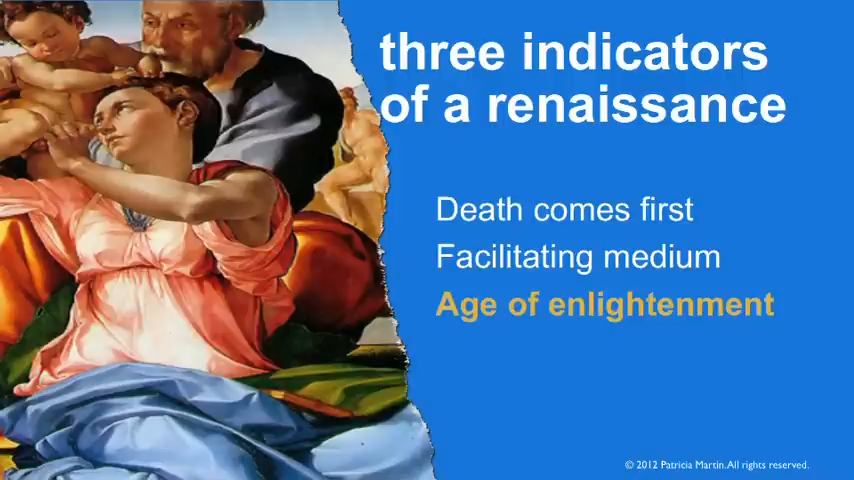 three indicators
of a renaissance
Death comes first
Facilitating medium
Age of enlightenment
© 2012 Patricia Martin.All rights reserved.